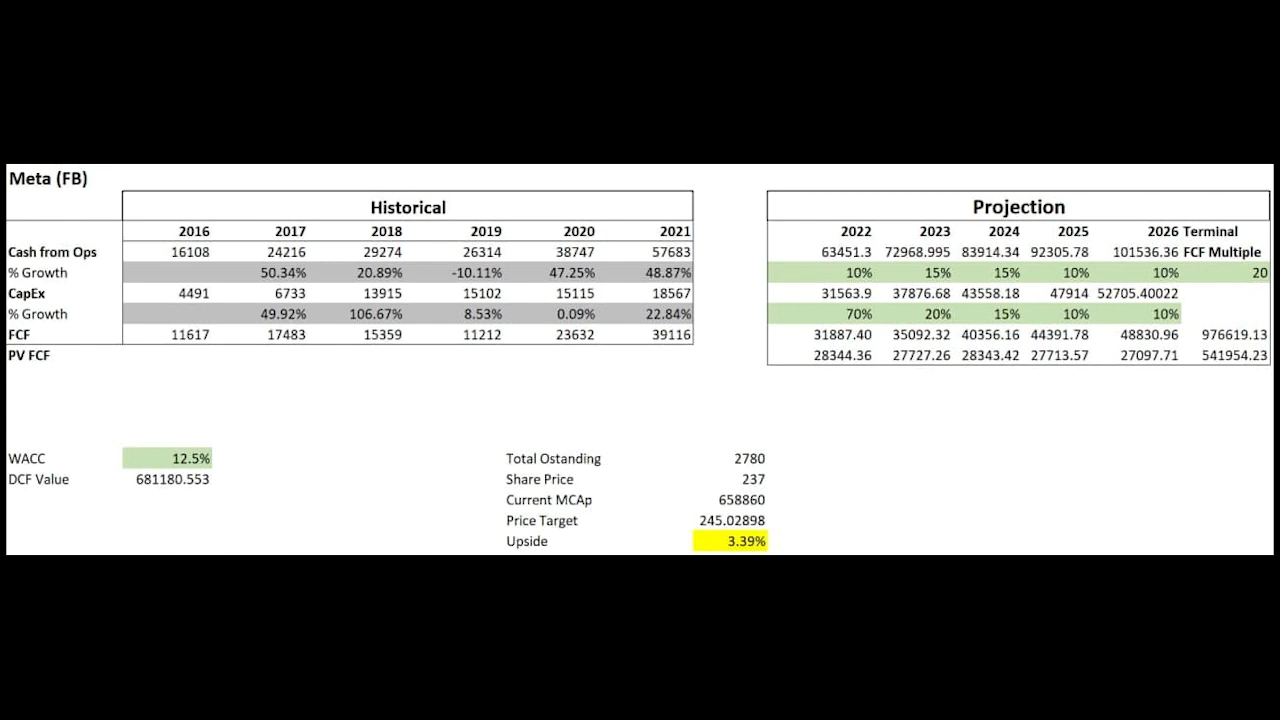 Meta (FB)
Historical Projection
2016 2017 2018 2019 2020 2021 2022 2023 2024 2025 2026 Terminal
Cash from Ops 16108 24216 29274 26314 38747 57683 63451.3 72968.995 83914.34 92305.78 101536.36 FCF Multiple
% Growth 50.34% 20.89% -10.11% 47.25% 48.87% 10% 15% 15% 10% 10% 20
CapEx 4491 6733 13915 15102 15115 18567 31563.9 37876.68 43558.18 47914 52705.40022
% Growth 49.92% 106.67% 8.53% 0.09% 22.84% 70% 20% 15% 10% 10%
FCF 11617 17483 15359 11212 23632 39116 31887.40 35092.32 40356.16 44391.78 48830.96 976619.13
PV FCF 28344.36 27727.26 28343.42 27713.57 27097.71 541954.23
WACC 12.5% Total Ostanding 2780
DCF Value 681180.553 Share Price 237
Current MCAp 658860
Price Target 245.02898
Upside 3.39%